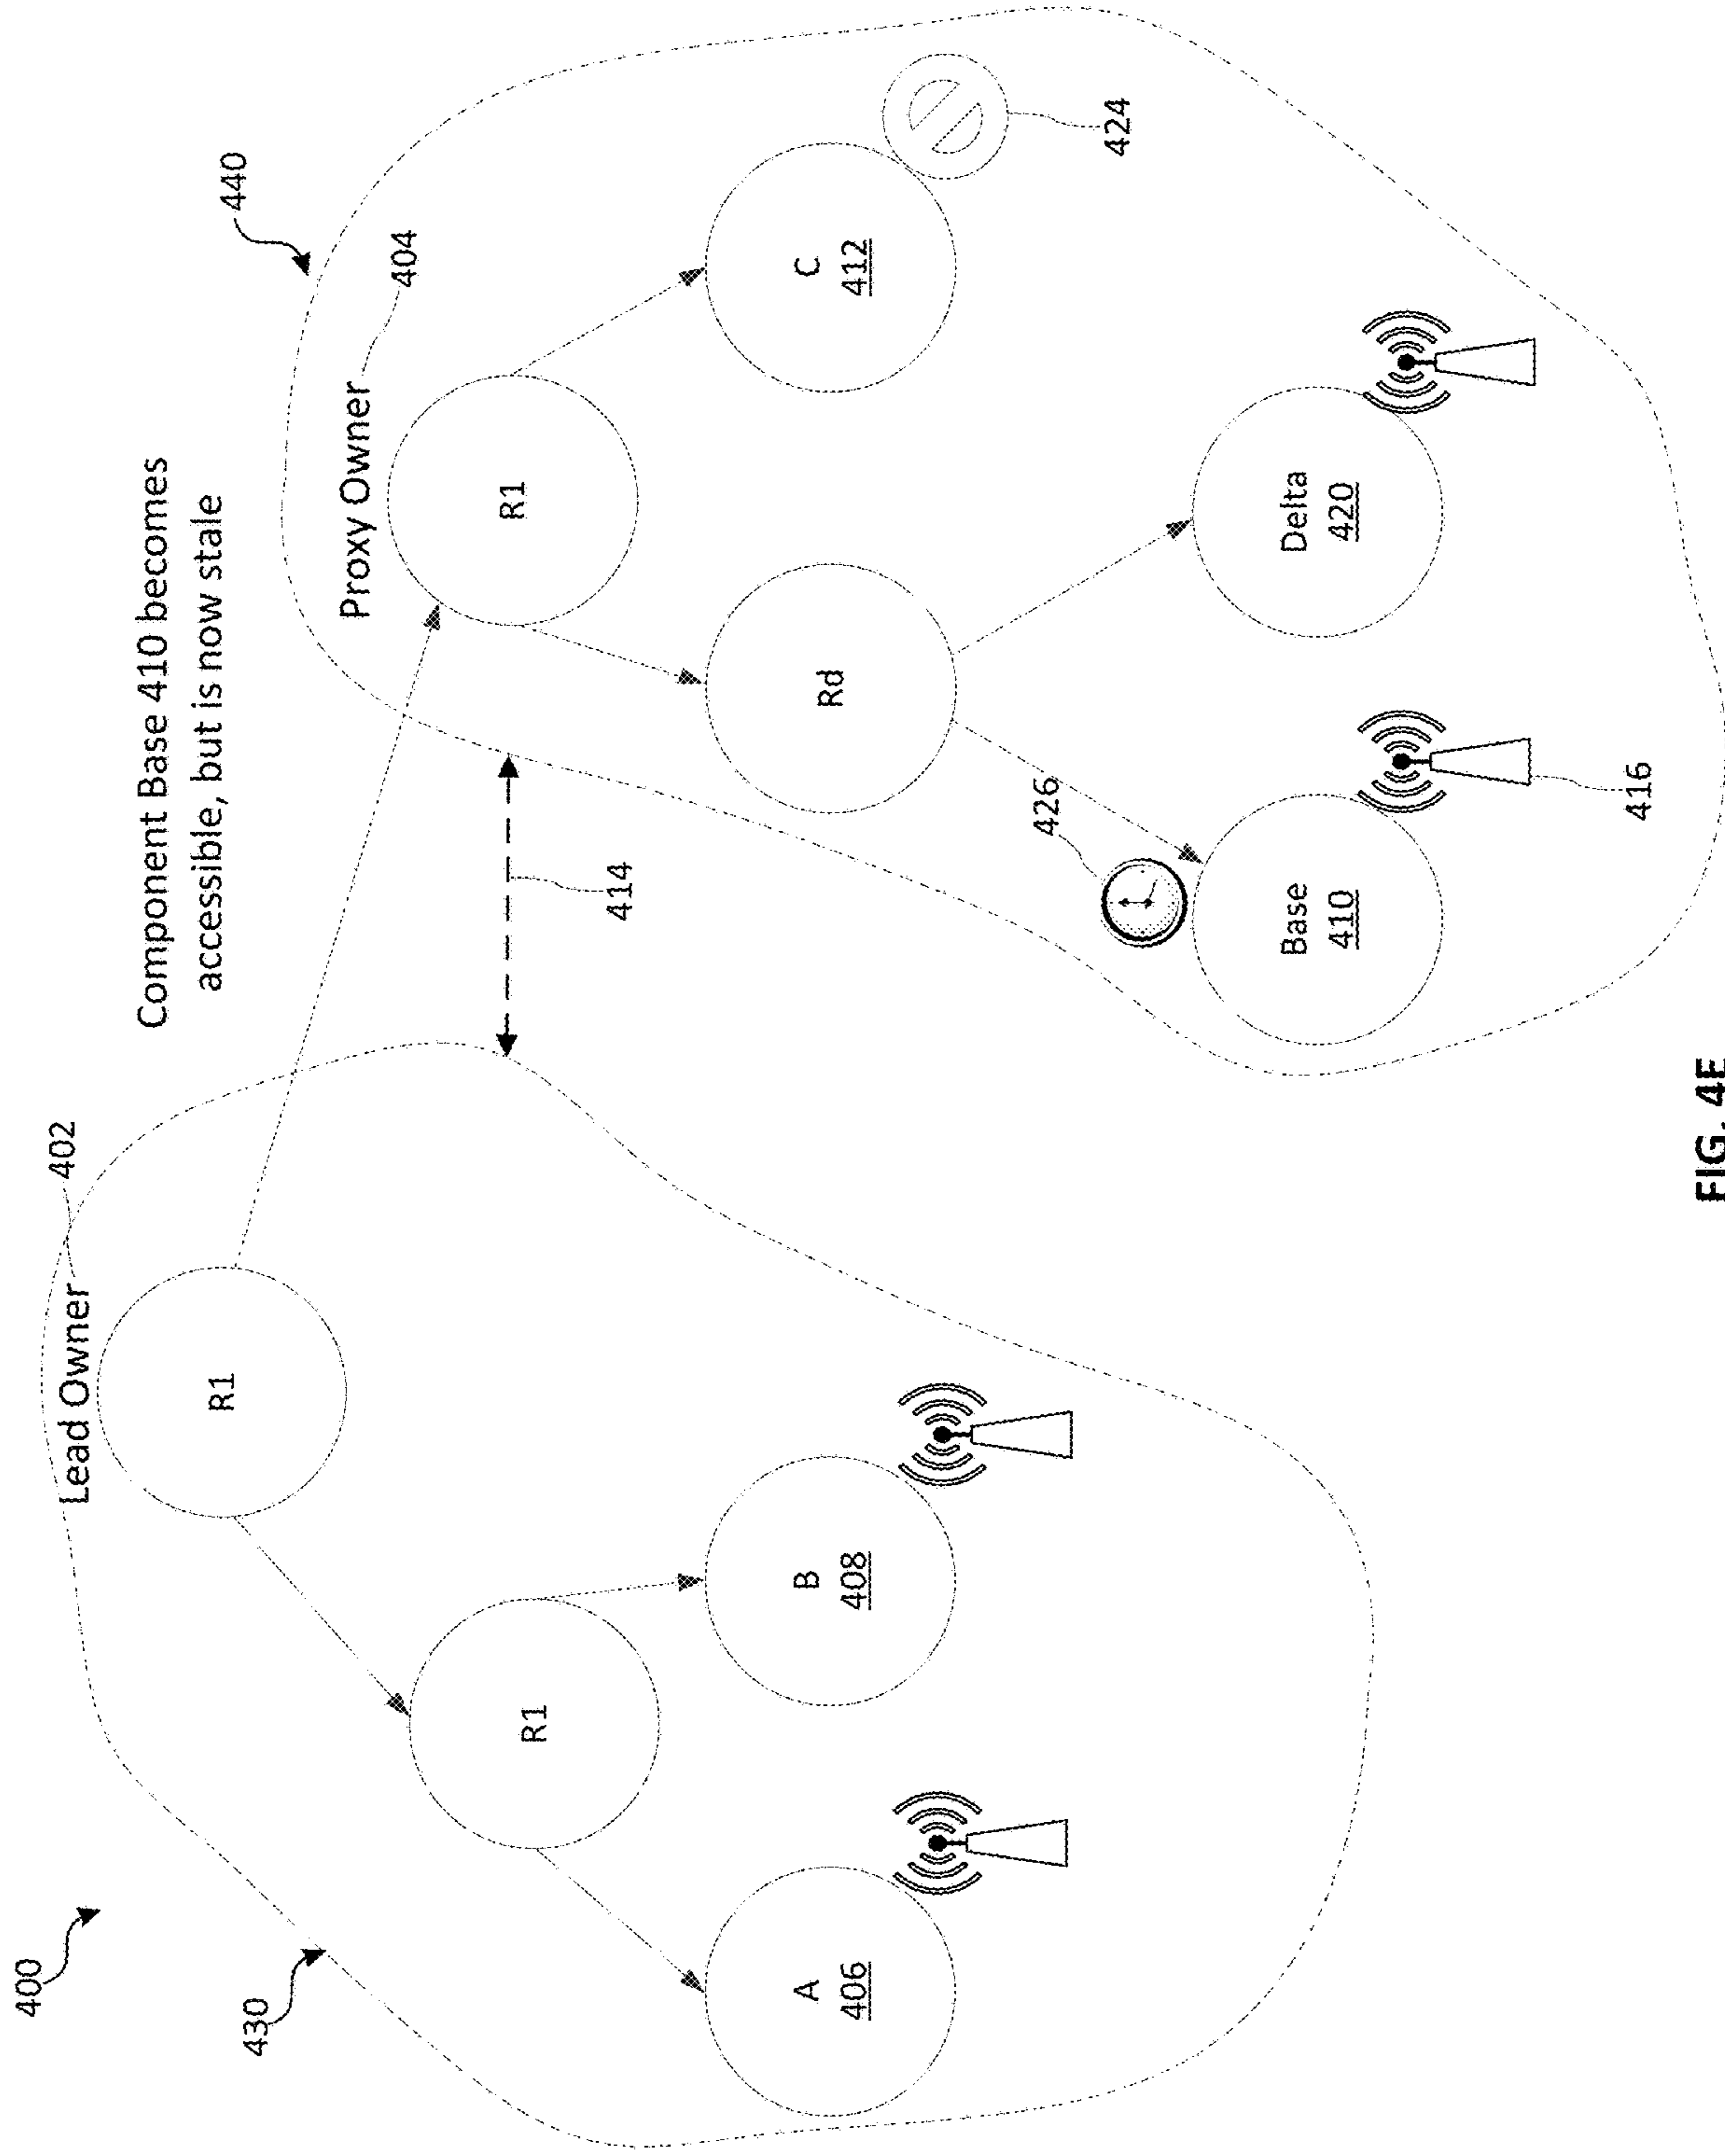 400
430
Lead Owner
402
R1
R1
A
406
B
408
Component Base 410 becomes
accessible, but is now stale
414
440
Proxy Owner
404
R1
Rd
C
412
424
426
Base
410
416
Delta
420
FIG. 4E